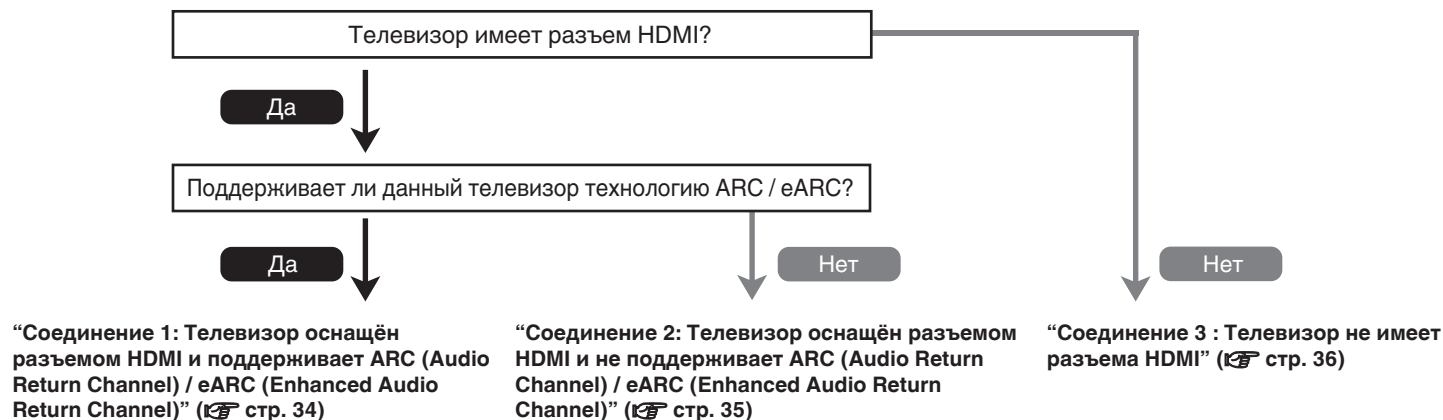 Телевизор имеет разъем HDMI?
Да
Поддерживает ли данный телевизор технологию ARC / eARC?
Да
Нет
Нет
“Соединение 1: Телевизор оснащён
разъемом HDMI и поддерживает ARC (Audio
Return Channel) / eARC (Enhanced Audio
Return Channel)” (☞ стр. 34)
“Соединение 2: Телевизор оснащён разъемом
HDMI и не поддерживает ARC (Audio Return
Channel) / eARC (Enhanced Audio Return
Channel)” (☞ стр. 35)
“Соединение 3 : Телевизор не имеет
разъема HDMI” (☞ стр. 36)